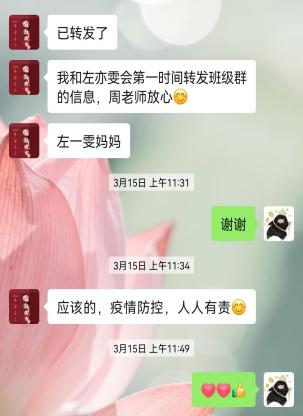 已转发了
我和左亦雯会第一时间转发班级群
的信息，周老师放心😊
左一雯妈妈
3月15日 上午11:31
谢谢
3月15日 上午11:34
应该的，疫情防控，人人有责😊
3月15日 上午11:49
💗💗👍